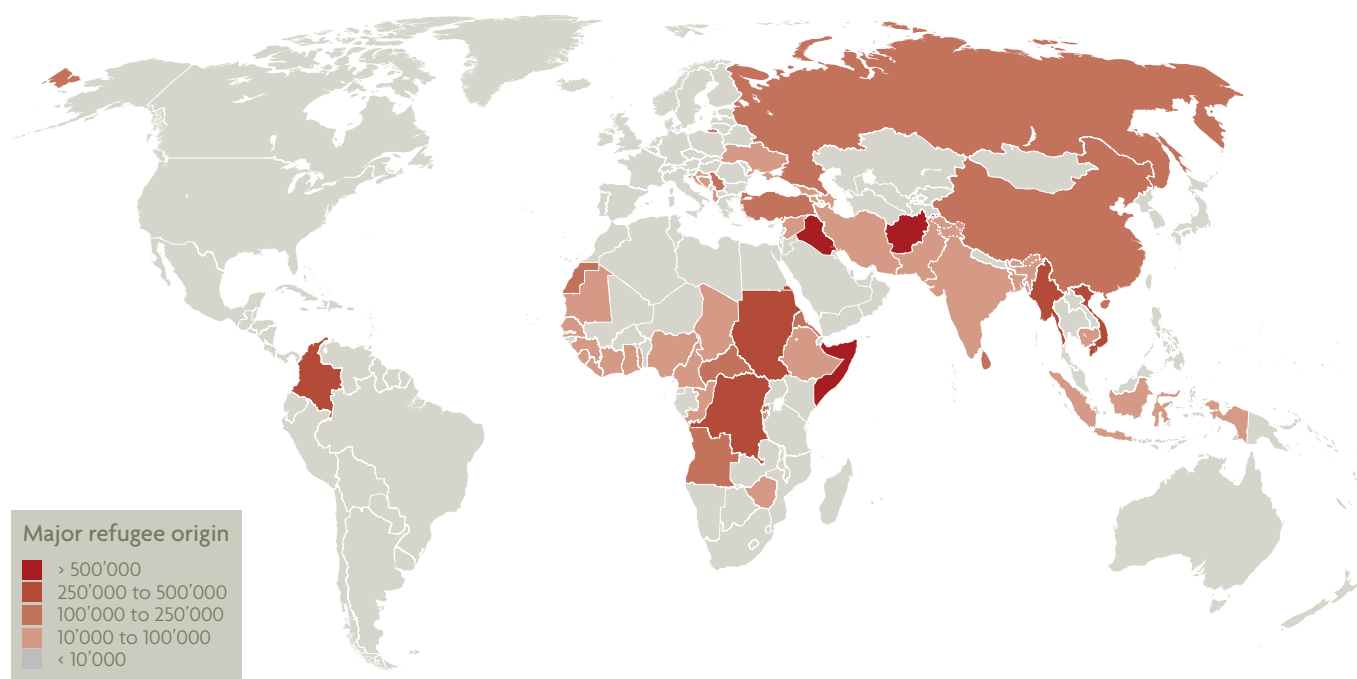 Major refugee origin
> 500’000
250’000 to 500’000
100’000 to 250’000
10’000 to 100’000
< 10’000